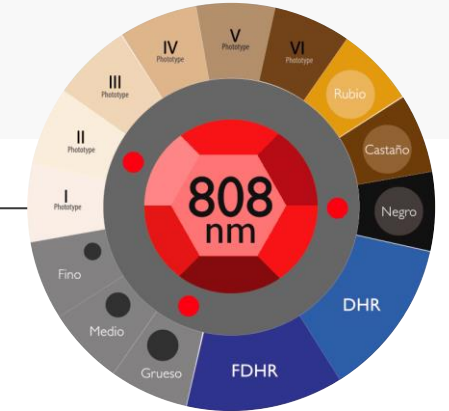 I
Phototype
II
Phototype
III
Phototype
IV
Phototype
V
Phototype
VI
Phototype
Rubio
Castaño
Negro
DHR
FDHR
Grueso
Medio
Fino
808
nm